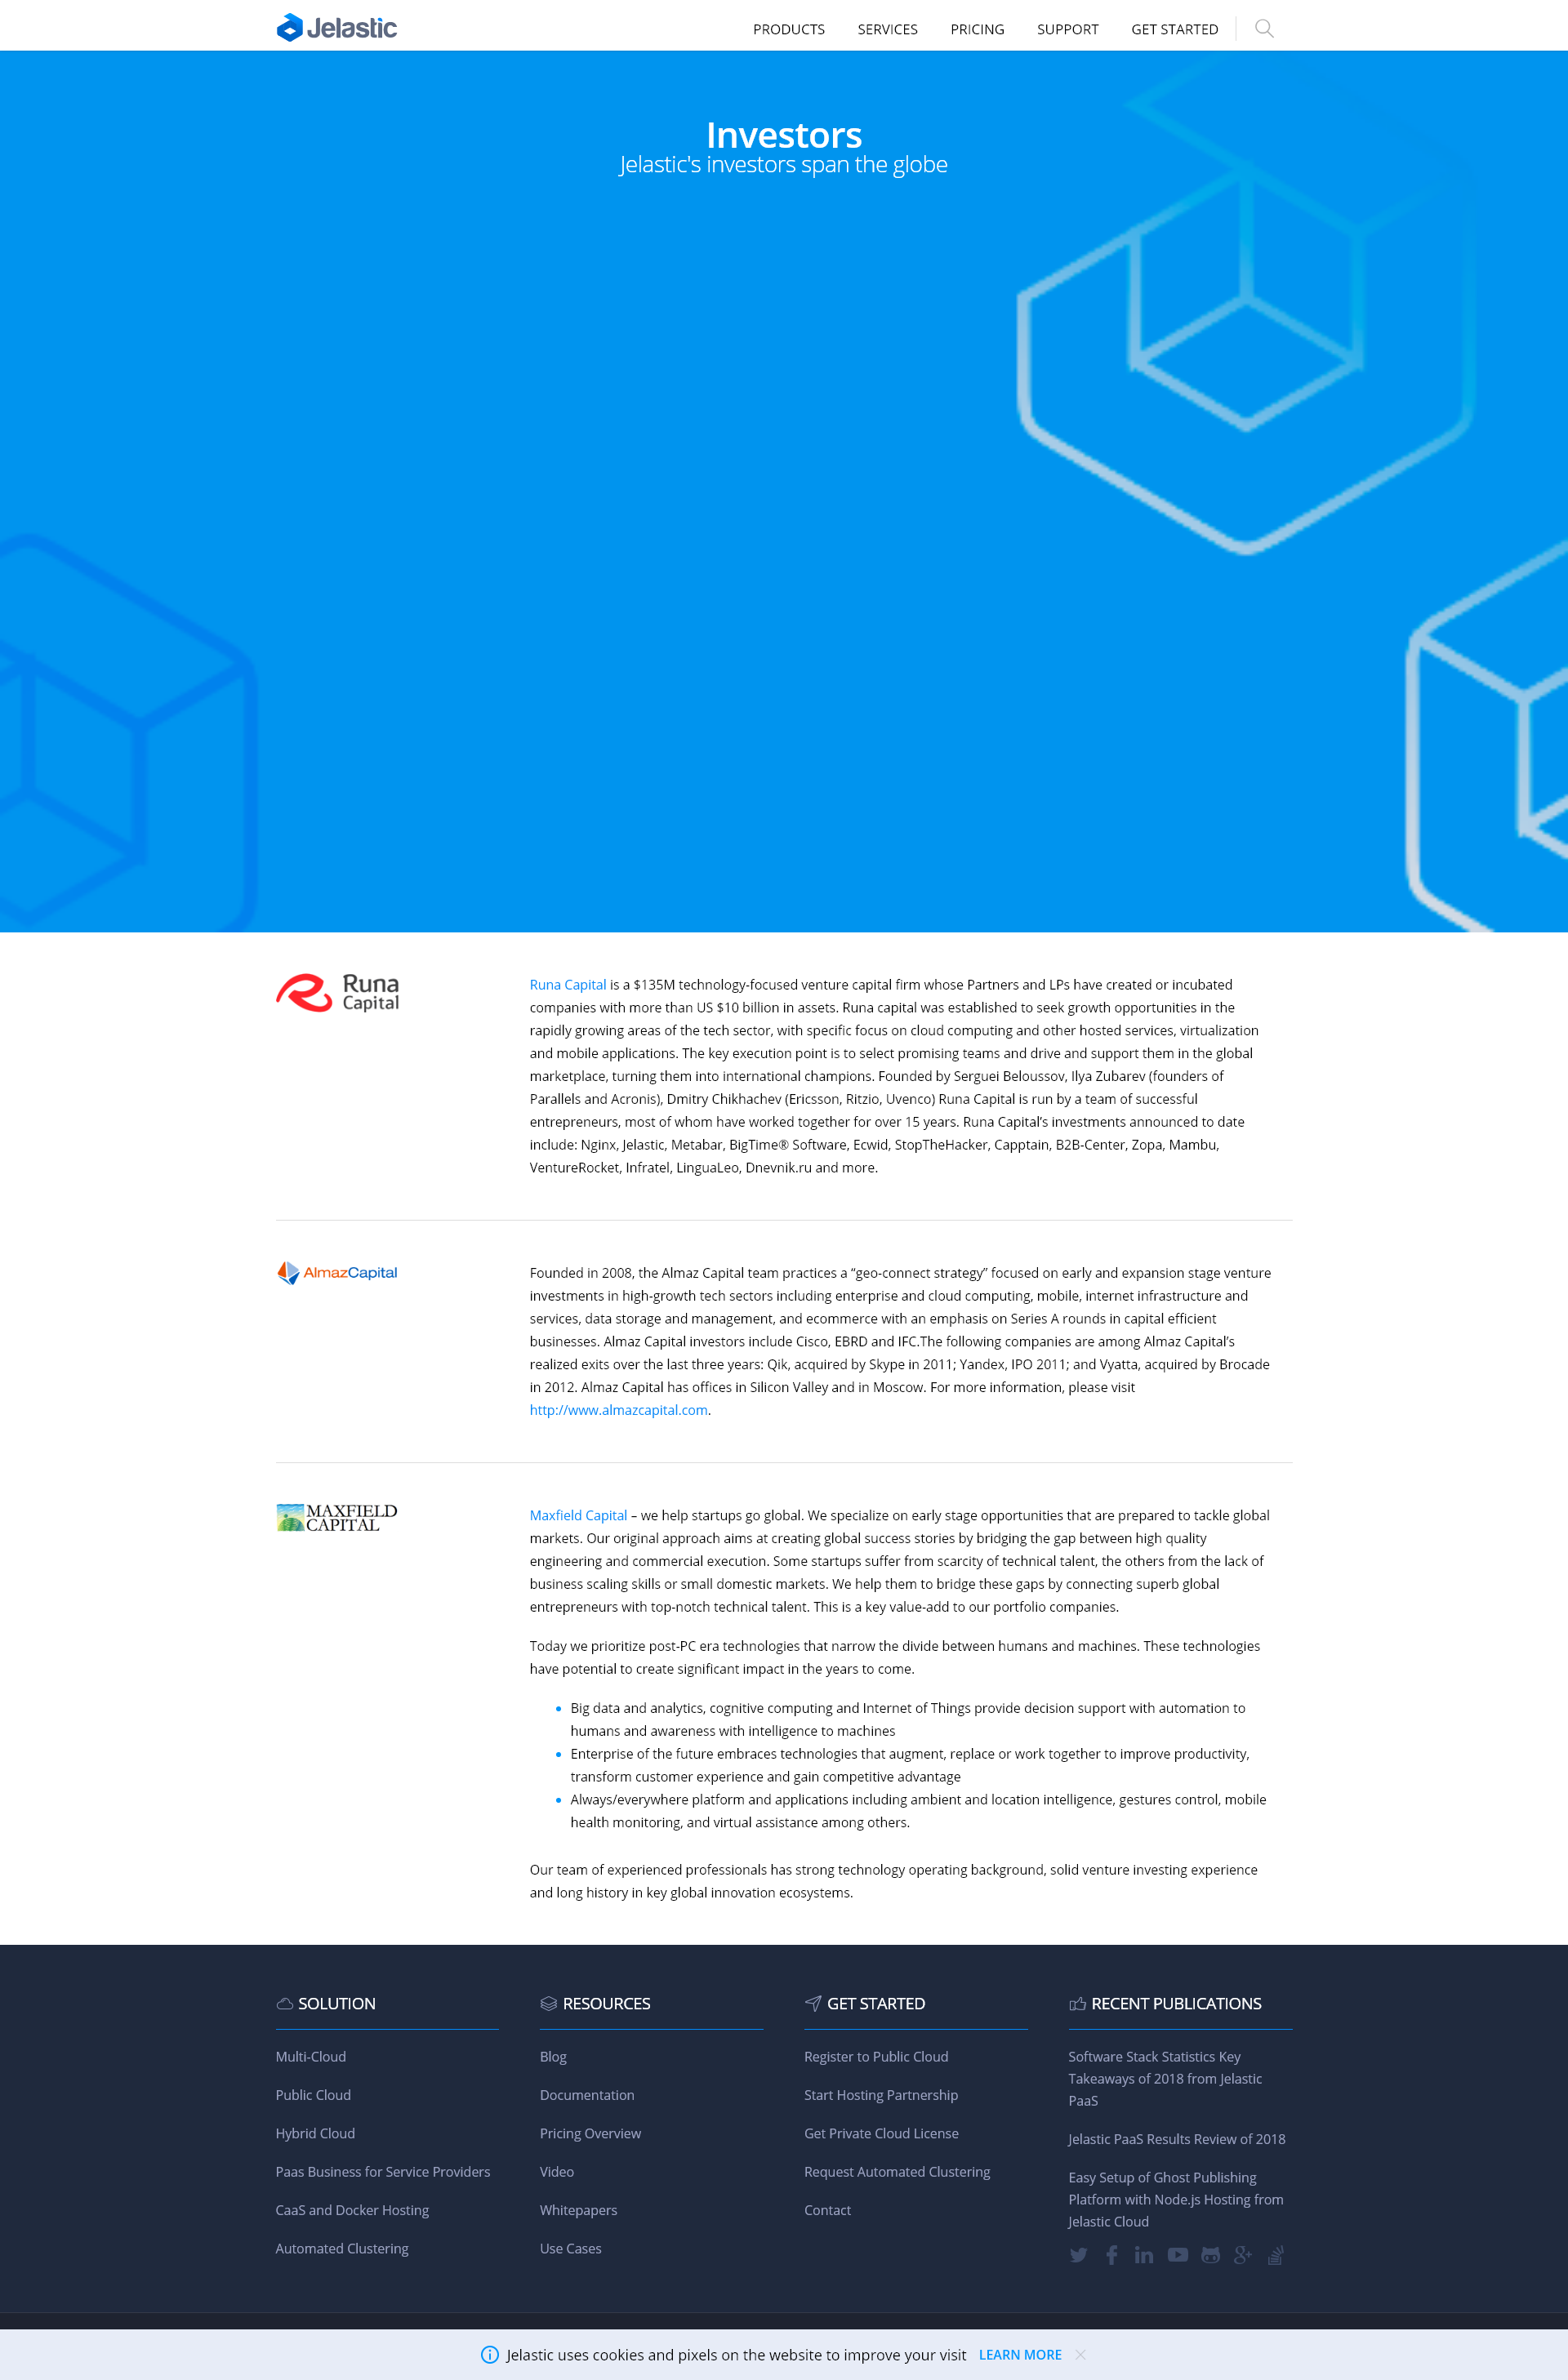 Jelastic
PRODUCTS SERVICES PRICING SUPPORT GET STARTED
Investors
Jelastic's investors span the globe
Runa
Capital
Runa Capital is a $135M technology-focused venture capital firm whose Partners and LPs have created or incubated
companies with more than US $10 billion in assets. Runa capital was established to seek growth opportunities in the
rapidly growing areas of the tech sector, with specific focus on cloud computing and other hosted services, virtualization
and mobile applications. The key execution point is to select promising teams and drive and support them in the global
marketplace, turning them into international champions. Founded by Serguei Beloussov, Ilya Zubarev (founders of
Parallels and Acronis), Dmitry Chikhachev (Ericsson, Ritzio, Uvenco) Runa Capital is run by a team of successful
entrepreneurs, most of whom have worked together for over 15 years. Runa Capital’s investments announced to date
include: Nginx, Jelastic, Metabar, BigTime® Software, Ecwid, StopTheHacker, Capptain, B2B-Center, Zopa, Mambu,
VentureRocket, Infratel, LinguaLeo, Dnevnik.ru and more.
AlmazCapital
Founded in 2008, the Almaz Capital team practices a “geo-connect strategy” focused on early and expansion stage venture
investments in high-growth tech sectors including enterprise and cloud computing, mobile, internet infrastructure and
services, data storage and management, and ecommerce with an emphasis on Series A rounds in capital efficient
businesses. Almaz Capital investors include Cisco, EBRD and IFC.The following companies are among Almaz Capital’s
realized exits over the last three years: Qik, acquired by Skype in 2011; Yandex, IPO 2011; and Vyatta, acquired by Brocade
in 2012. Almaz Capital has offices in Silicon Valley and in Moscow. For more information, please visit
http://www.almazcapital.com.
MAXFIELD
CAPITAL
Maxfield Capital – we help startups go global. We specialize on early stage opportunities that are prepared to tackle global
markets. Our original approach aims at creating global success stories by bridging the gap between high quality
engineering and commercial execution. Some startups suffer from scarcity of technical talent, the others from the lack of
business scaling skills or small domestic markets. We help them to bridge these gaps by connecting superb global
entrepreneurs with top-notch technical talent. This is a key value-add to our portfolio companies.
Today we prioritize post-PC era technologies that narrow the divide between humans and machines. These technologies
have potential to create significant impact in the years to come.
Big data and analytics, cognitive computing and Internet of Things provide decision support with automation to
humans and awareness with intelligence to machines
Enterprise of the future embraces technologies that augment, replace or work together to improve productivity,
transform customer experience and gain competitive advantage
Always/everywhere platform and applications including ambient and location intelligence, gestures control, mobile
health monitoring, and virtual assistance among others.
Our team of experienced professionals has strong technology operating background, solid venture investing experience
and long history in key global innovation ecosystems.
SOLUTION
Multi-Cloud
Public Cloud
Hybrid Cloud
Paas Business for Service Providers
CaaS and Docker Hosting
Automated Clustering
RESOURCES
Blog
Documentation
Pricing Overview
Video
Whitepapers
Use Cases
GET STARTED
Register to Public Cloud
Start Hosting Partnership
Get Private Cloud License
Request Automated Clustering
Contact
RECENT PUBLICATIONS
Software Stack Statistics Key
Takeaways of 2018 from Jelastic
PaaS
Jelastic PaaS Results Review of 2018
Easy Setup of Ghost Publishing
Platform with Node.js Hosting from
Jelastic Cloud
Jelastic uses cookies and pixels on the website to improve your visit LEARN MORE